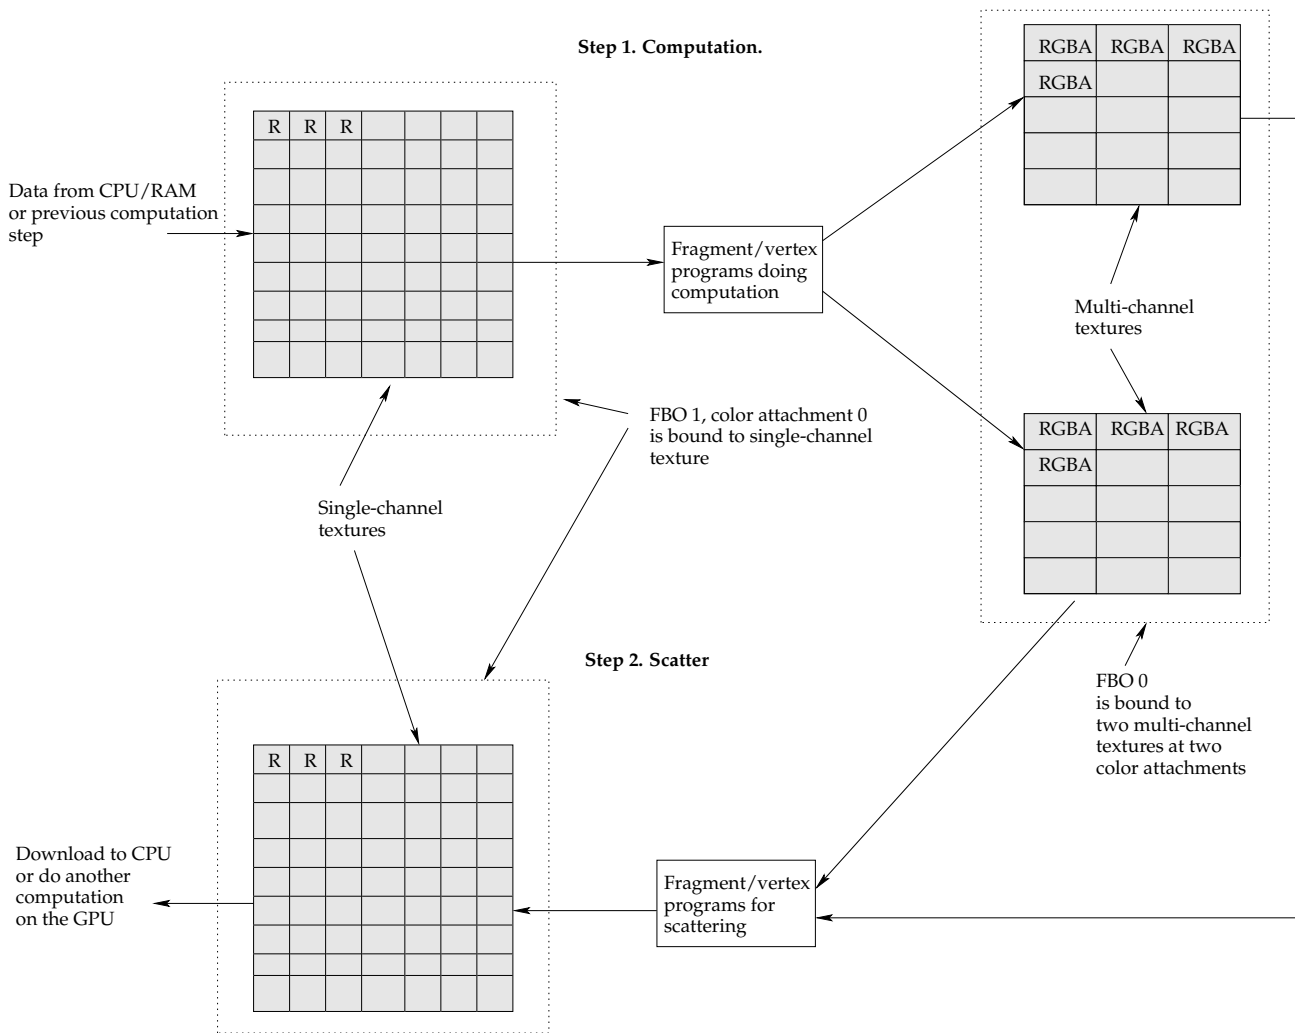 Step 1. Computation.
RGBA RGBA RGBA
RGBA
R R R
Data from CPU/RAM
or previous computation
step
Fragment/vertex
programs doing
computation
Multi-channel
textures
FBO 1, color attachment 0
is bound to single-channel
texture
RGBA RGBA RGBA
RGBA
Single-channel
textures
Step 2. Scatter
FBO 0
is bound to
two multi-channel
textures at two
color attachments
R R R
Download to CPU
or do another
computation
on the GPU
Fragment/vertex
programs for
scattering